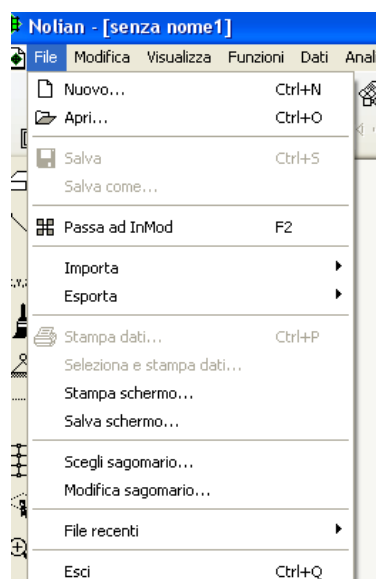 Nolian - [senza nome1]
File Modifica Visualizza Funzioni Dati Anal
Nuovo... Ctrl+N
Apri... Ctrl+O
Salva Ctrl+S
Salva come...
Passa ad InMod F2
Importa
Esporta
Stampa dati... Ctrl+P
Seleziona e stampa dati...
Stampa schermo...
Salva schermo...
Scegli sagomario...
Modifica sagomario...
File recenti
Esci Ctrl+Q